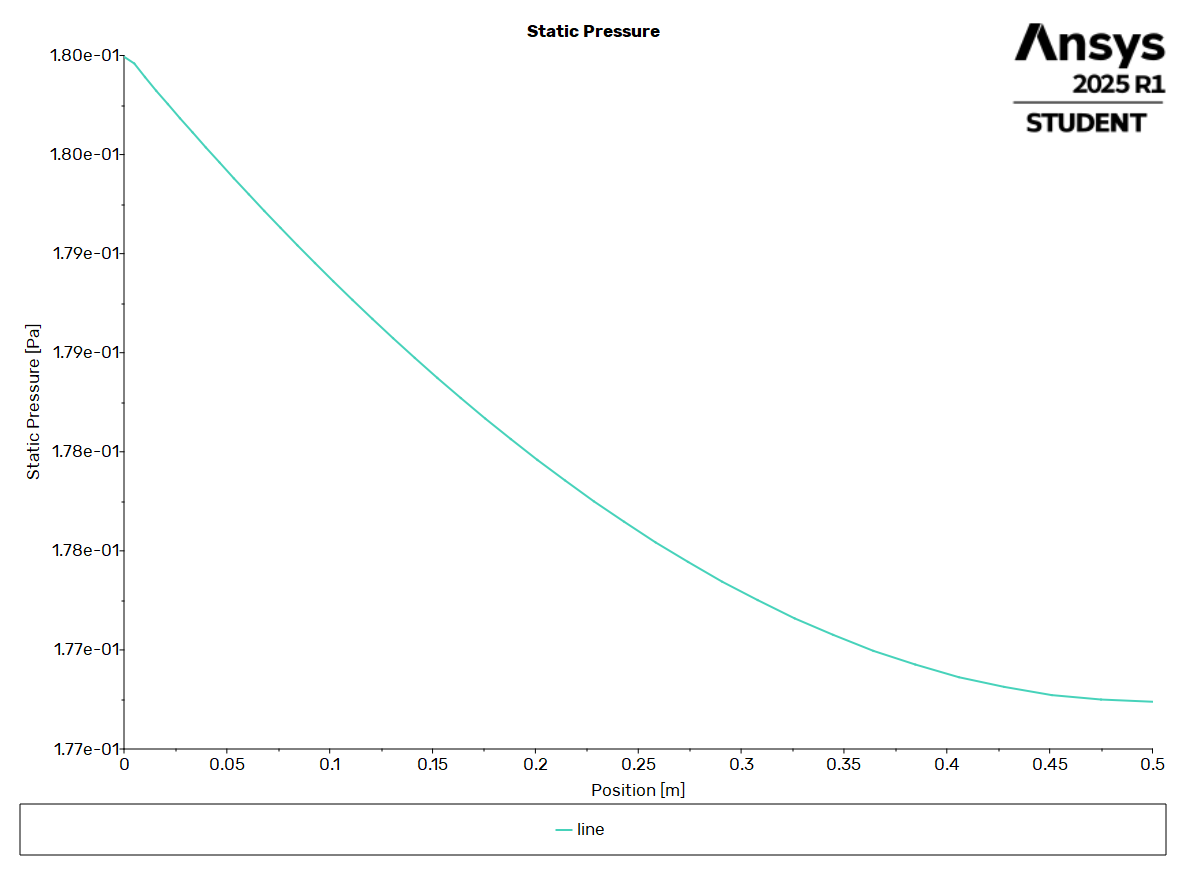 Static Pressure
Ansys
2025 R1
STUDENT
1.80e-01
1.80e-01
1.79e-01
1.79e-01
1.78e-01
1.78e-01
1.77e-01
1.77e-01
Static Pressure [Pa]
0 0.05 0.1 0.15 0.2 0.25 0.3 0.35 0.4 0.45 0.5
Position [m]
line